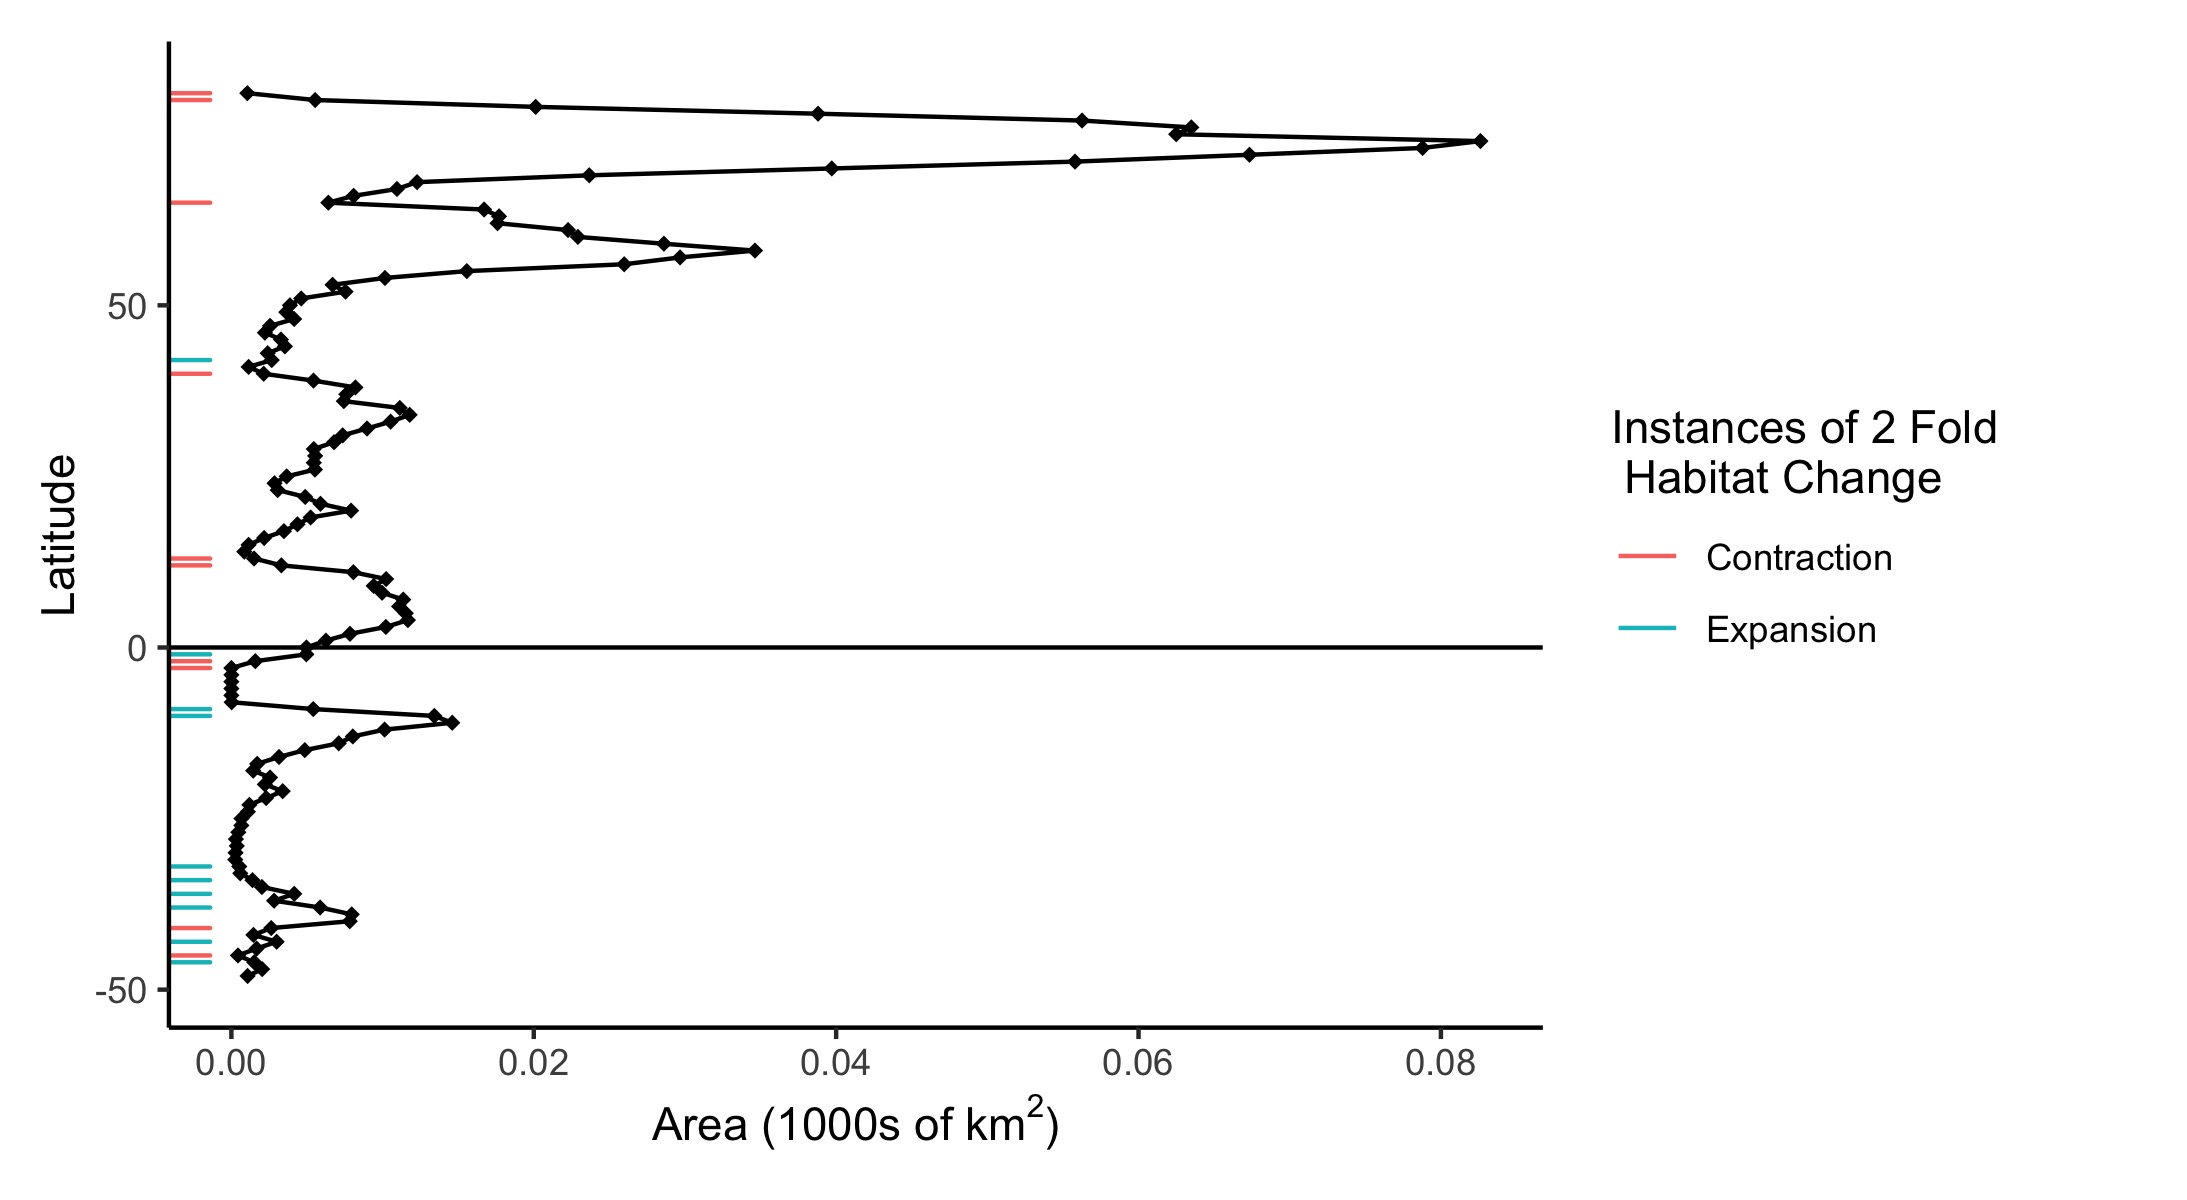 50
0
-50
Latitude
0.00 0.02 0.04 0.06 0.08
Area (1000s of km²)
Instances of 2 Fold
Habitat Change
Contraction
Expansion